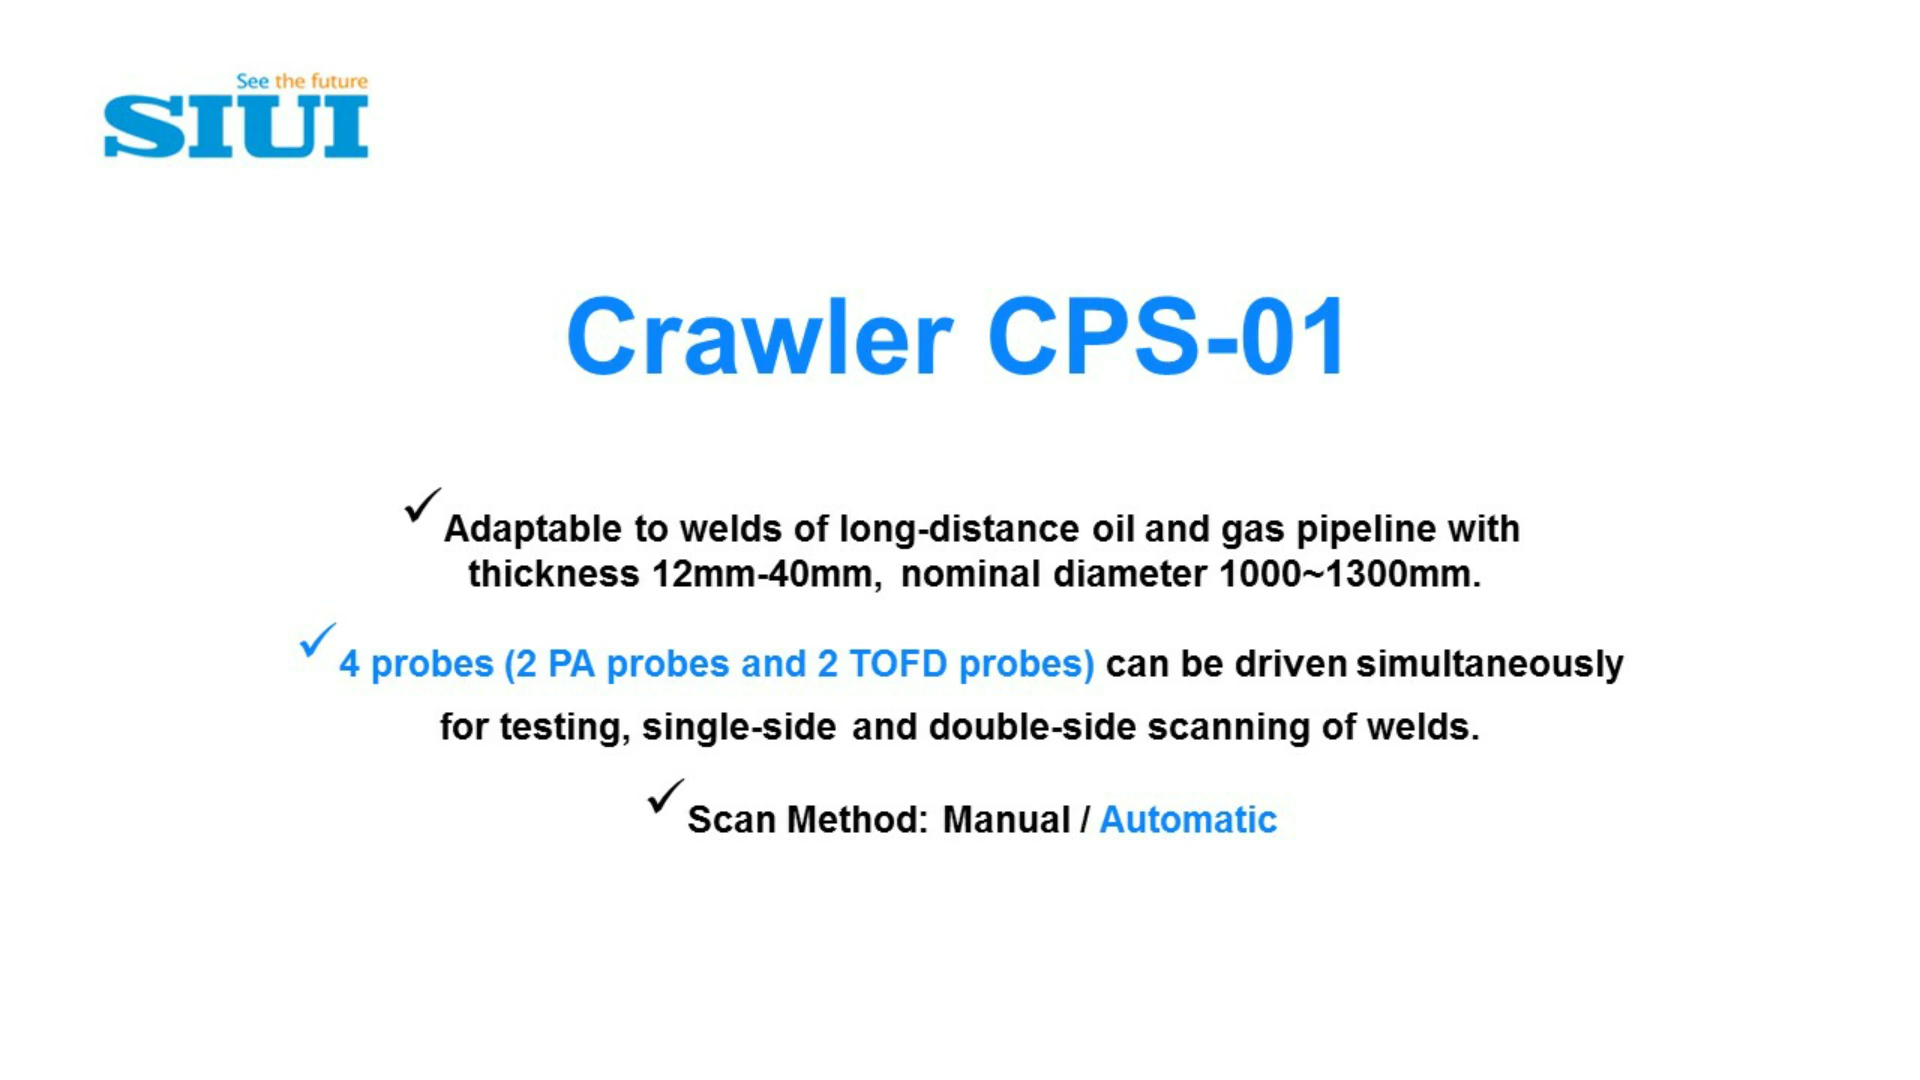 See the future
SIUI
Crawler CPS-01
✓Adaptable to welds of long-distance oil and gas pipeline with
thickness 12mm-40mm, nominal diameter 1000~1300mm.
✓4 probes (2 PA probes and 2 TOFD probes) can be driven simultaneously
for testing, single-side and double-side scanning of welds.
✓Scan Method: Manual / Automatic